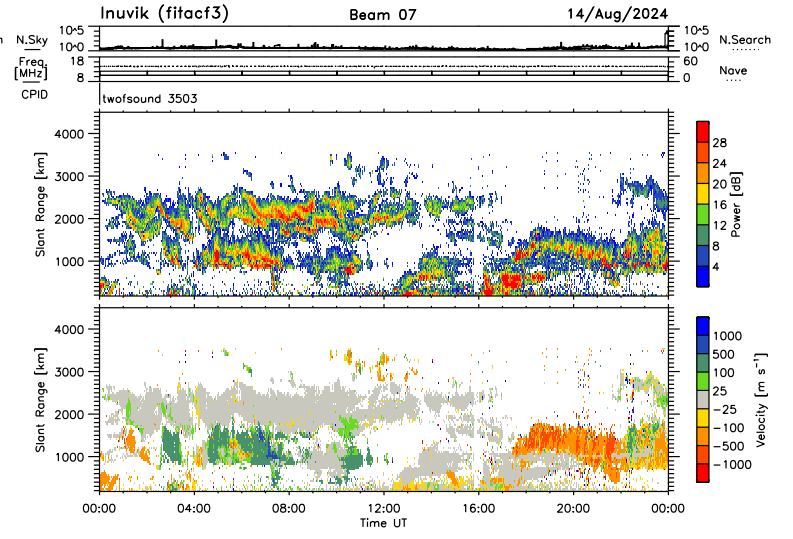 Inuvik (fitacf3) Beam 07 14/Aug/2024
N.Sky 10^5 10^5 N.Search
10^0 10^0
Freq. 18 60
[MHz] 8 0 Nave
CPID twofsound 3503
Slant Range [km] 4000 3000 2000 1000
28 24 20 16 12 8 4 Power [dB]
Slant Range [km] 4000 3000 2000 1000
1000 500 100 25 -25 -100 -500 -1000 Velocity [m s^-1]
00:00 04:00 08:00 12:00 16:00 20:00 00:00
Time UT